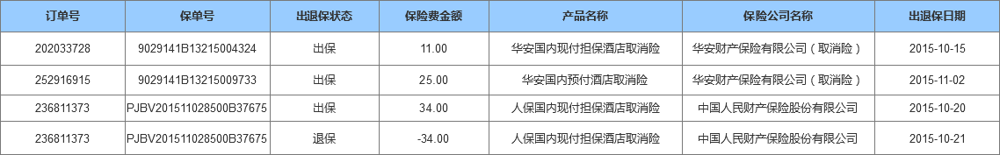 订单号 保单号 出退保状态 保险费金额 产品名称 保险公司名称 出退保日期
202033728 9029141B13215004324 出保 11.00 华安国内现付担保酒店取消险 华安财产保险有限公司（取消险） 2015-10-15
252916915 9029141B13215009733 出保 25.00 华安国内预付酒店取消险 华安财产保险有限公司（取消险） 2015-11-02
236811373 PJBV201511028500B37675 出保 34.00 人保国内现付担保酒店取消险 中国人民财产保险股份有限公司 2015-10-20
236811373 PJBV201511028500B37675 退保 -34.00 人保国内现付担保酒店取消险 中国人民财产保险股份有限公司 2015-10-21